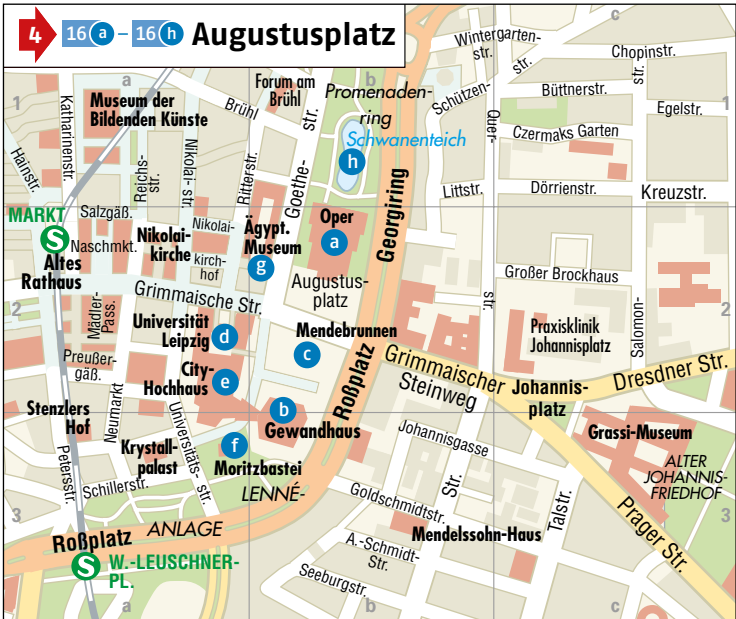 4 16 a – 16 h Augustusplatz
a
b
c
1
Katharinenstr.
Hainstr.
Museum der
Bildenden Künste
Brühl
Forum am
Brühl
Reichs-
str.
Nikolai- str.
Ritterstr.
Goethe-
str.
Promenaden-
ring
Schwanenteich
h
Georgiring
Wintergarten-
str.
Schützen-
str.
Quer-
str.
Chopinstr.
Büttnerstr.
str.
Egelstr.
Czermaks Garten
Dörrienstr.
Kreuzstr.
Littstr.
1
MARKT
S
Altes
Rathaus
Salzgäß.
Naschmkt.
Nikolai-
kirche
Nikolai-
kirch-
hof
Ägypt.
Museum
g
Oper
a
Augustus-
platz
Grimmaische Str.
2
Mädler-
Pass.
Universität
Leipzig
d
Mendebrunnen
c
Großer Brockhaus
Praxisklinik
Johannisplatz
Salomon-
2
Preußer-
gäß.
City-
Hochhaus
e
Roßplatz
Grimmaischer
Steinweg
Johannis-
platz
Dresdner Str.
Stenzlers
Hof
Neumarkt
Universitäts-
str.
b
Gewandhaus
Petersstr.
Krystall-
palast
f
Moritzbastei
Johannisgasse
Grassi-Museum
ALTER
JOHANNIS-
FRIEDHOF
Schillerstr.
LENNÉ-
ANLAGE
Goldschmidtstr.
Str.
Talstr.
Prager Str.
3
Roßplatz
S
W.-LEUSCHNER-
PL.
Mendelssohn-Haus
A.-Schmidt-
Str.
Seeburgstr.
3
a
b
c